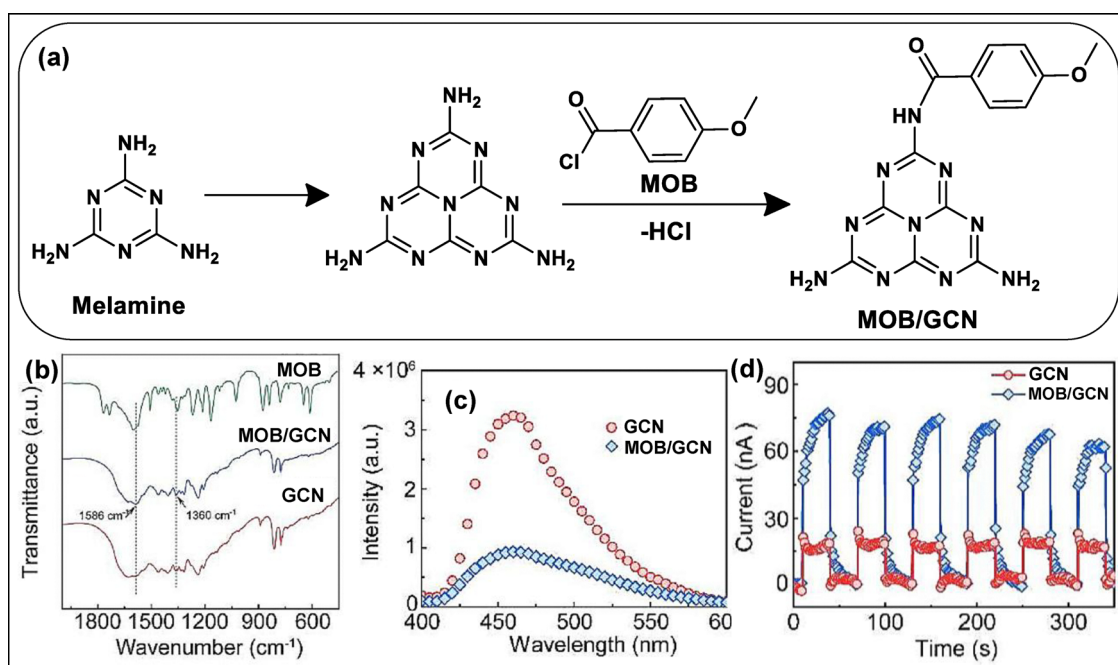 (a)
NH2
N
N
N
H2N
NH2
Melamine
NH2
N
N
N
N
N
N
N
H2N
NH2
O
Cl
O
MOB
-HCl
O
O
HN
N
N
N
N
N
N
N
H2N
NH2
MOB/GCN
(b)
MOB
MOB/GCN
GCN
1586 cm-1
1360 cm-1
Transmittance (a.u.)
1800 1500 1200 900 600
Wavenumber (cm-1)
4 ×10^6
(c)
GCN
MOB/GCN
3
2
1
0
Intensity (a.u.)
400 450 500 550 60
Wavelength (nm)
(d)
GCN
MOB/GCN
90
60
30
0
Current (nA)
0 100 200 300
Time (s)